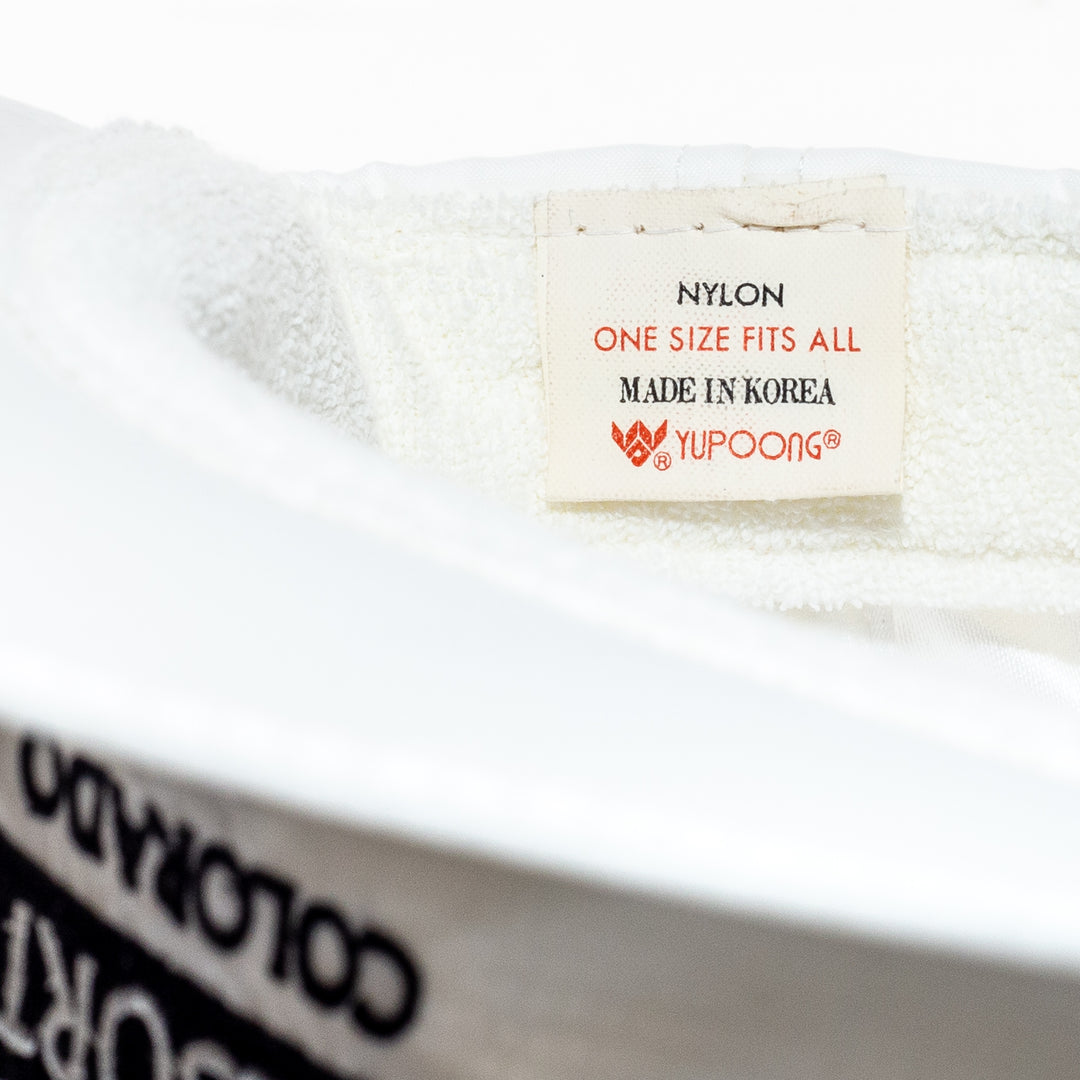 NYLON
ONE SIZE FITS ALL
MADE IN KOREA
® YUPOONG®
COLORADO